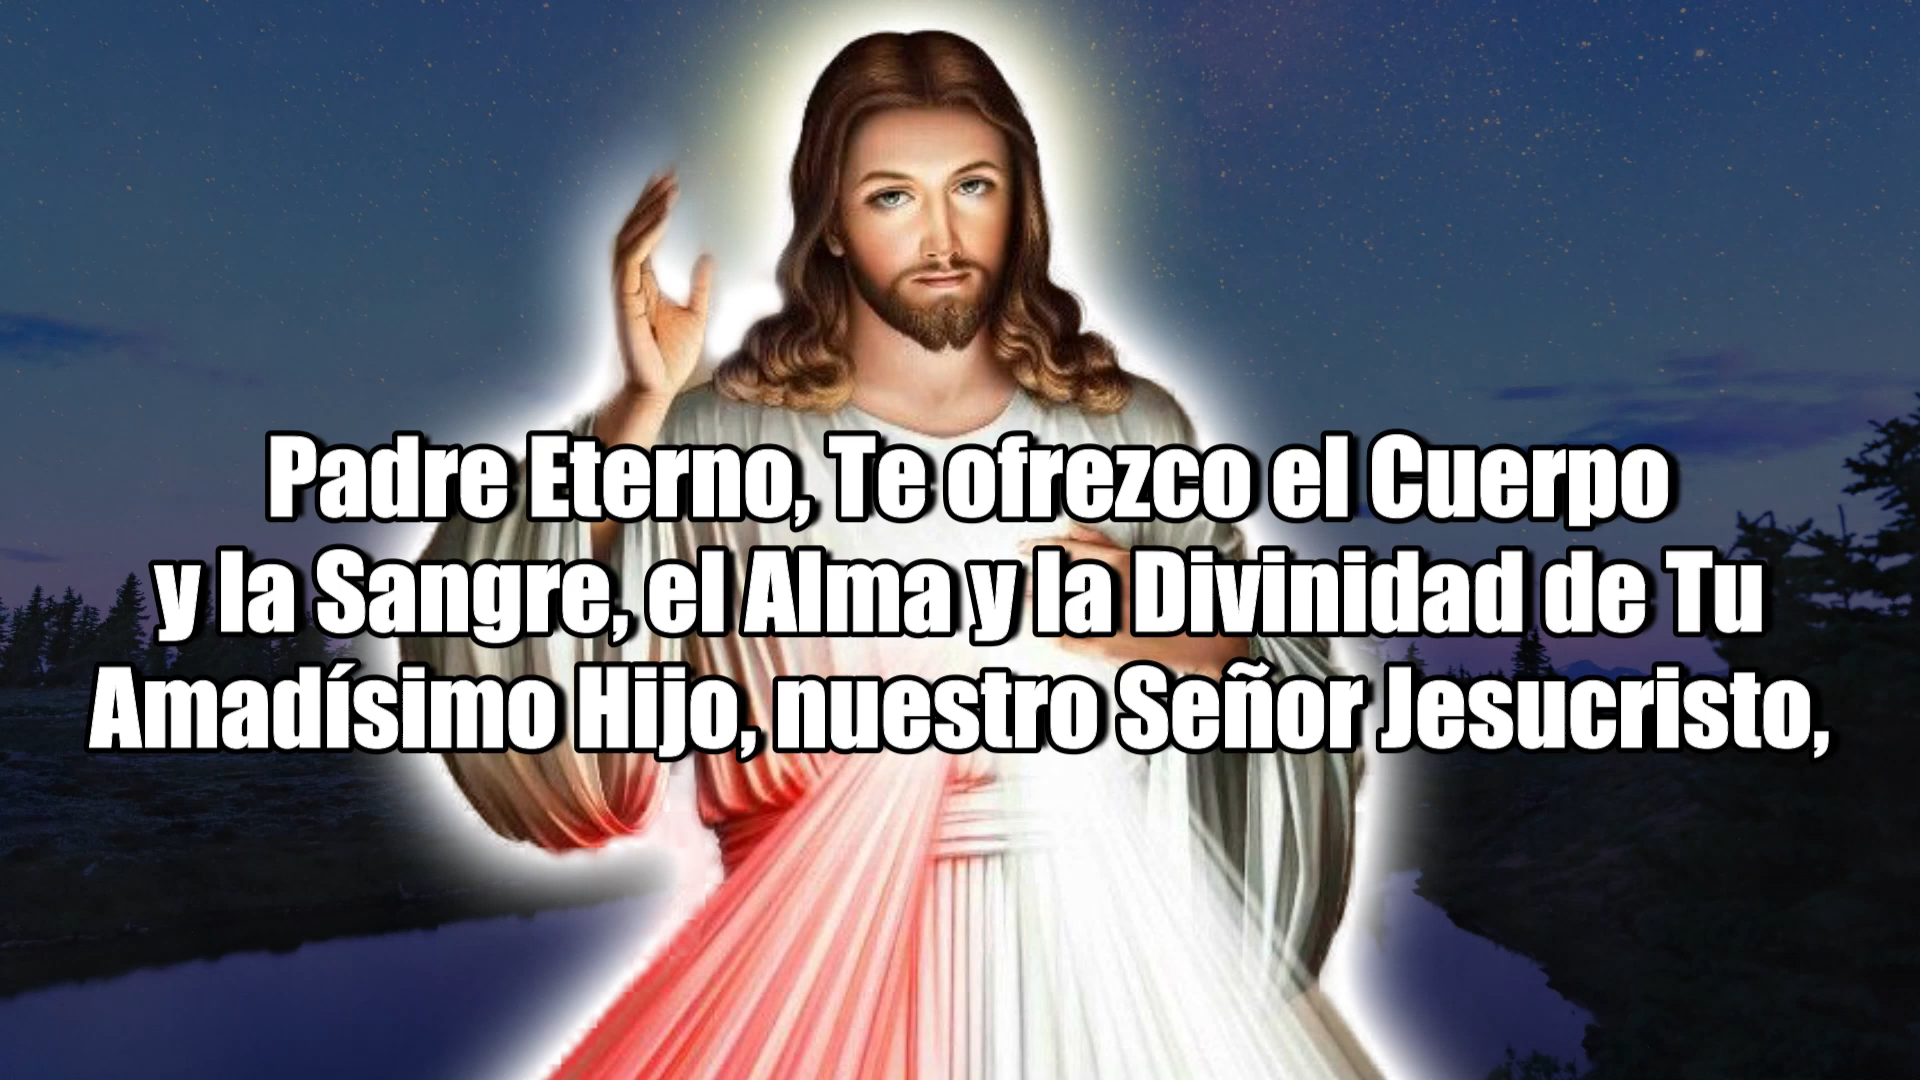 Padre Eterno, Te ofrezco el Cuerpo
y la Sangre, el Alma y la Divinidad de Tu
Amadísimo Hijo, nuestro Señor Jesucristo,